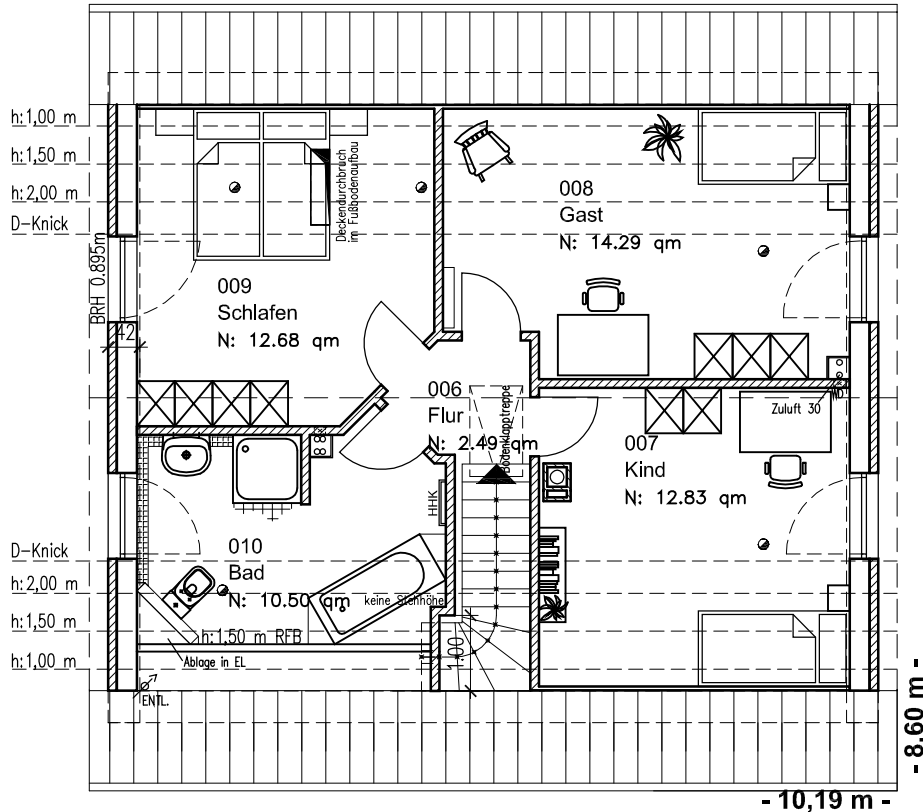 h:1,00 m
h:1,50 m
h:2,00 m
D-Knick
BRH 0.895m
42
Deckendurchbruch
im Fußbodenaufbau
008
Gast
N: 14.29 qm
009
Schlafen
N: 12.68 qm
006
Flur
N: 2.49 qm
Bodenklapptreppe
Zuluft 30
007
Kind
N: 12.83 qm
HHK
D-Knick
h:2,00 m
h:1,50 m
h:1,00 m
010
Bad
N: 10.50 qm
keine Stehhöhe
h:1,50 m RFB
Ablage in EL
1.00
ENTL.
- 8.60 m -
- 10,19 m -